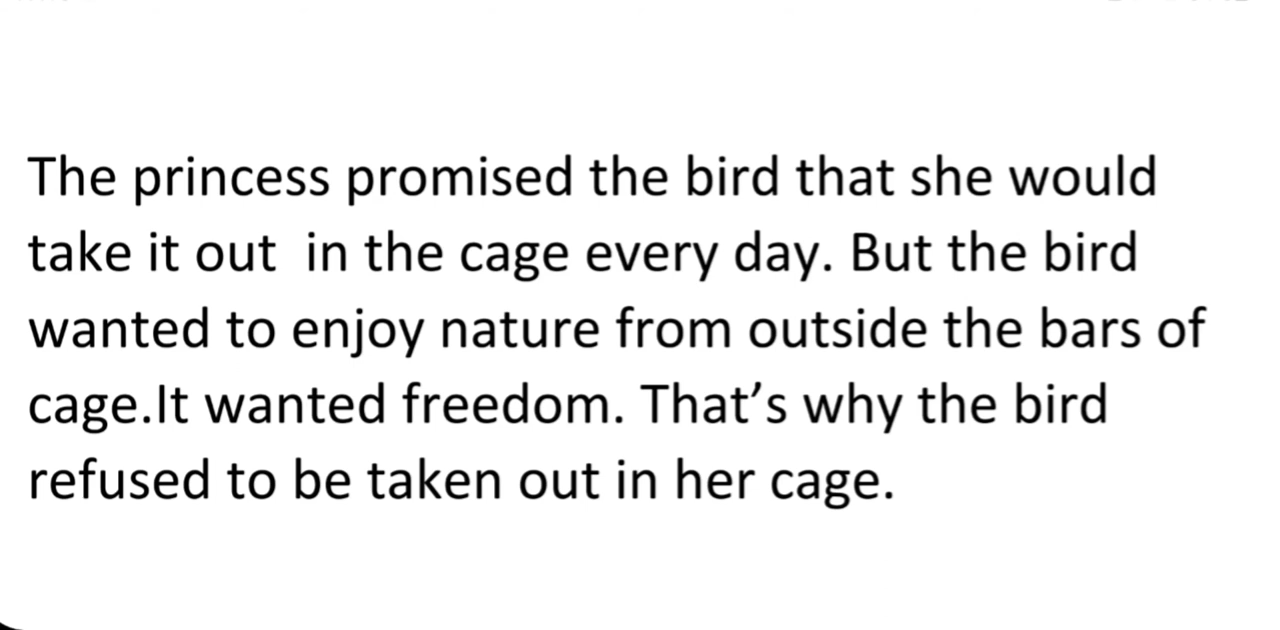 The princess promised the bird that she would
take it out  in the cage every day. But the bird
wanted to enjoy nature from outside the bars of
cage.It wanted freedom. That’s why the bird
refused to be taken out in her cage.